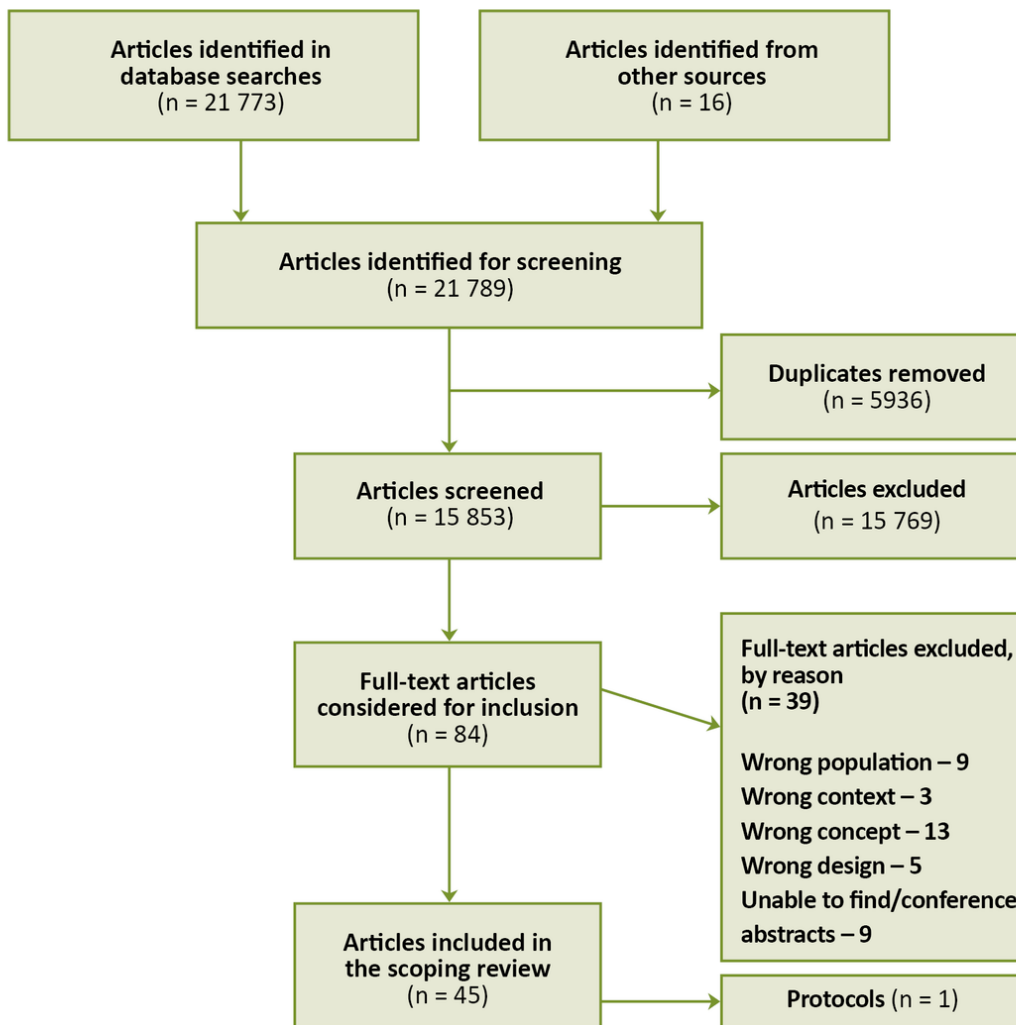 Articles identified in
database searches
(n = 21 773)
Articles identified from
other sources
(n = 16)
Articles identified for screening
(n = 21 789)
Duplicates removed
(n = 5936)
Articles screened
(n = 15 853)
Articles excluded
(n = 15 769)
Full-text articles
considered for inclusion
(n = 84)
Full-text articles excluded,
by reason
(n = 39)
Wrong population – 9
Wrong context – 3
Wrong concept – 13
Wrong design – 5
Unable to find/conference
abstracts – 9
Articles included in
the scoping review
(n = 45)
Protocols (n = 1)